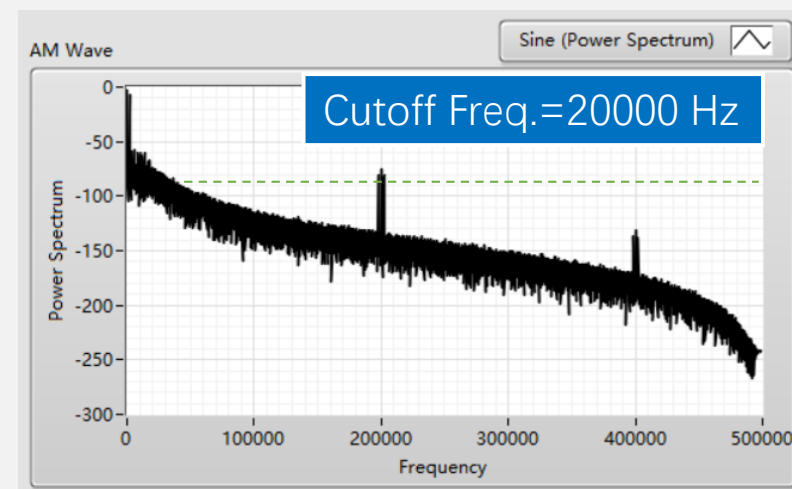 Sine (Power Spectrum)
AM Wave
Cutoff Freq.=20000 Hz
Power Spectrum
0
-50
-100
-150
-200
-250
-300
0
100000
200000
300000
400000
500000
Frequency